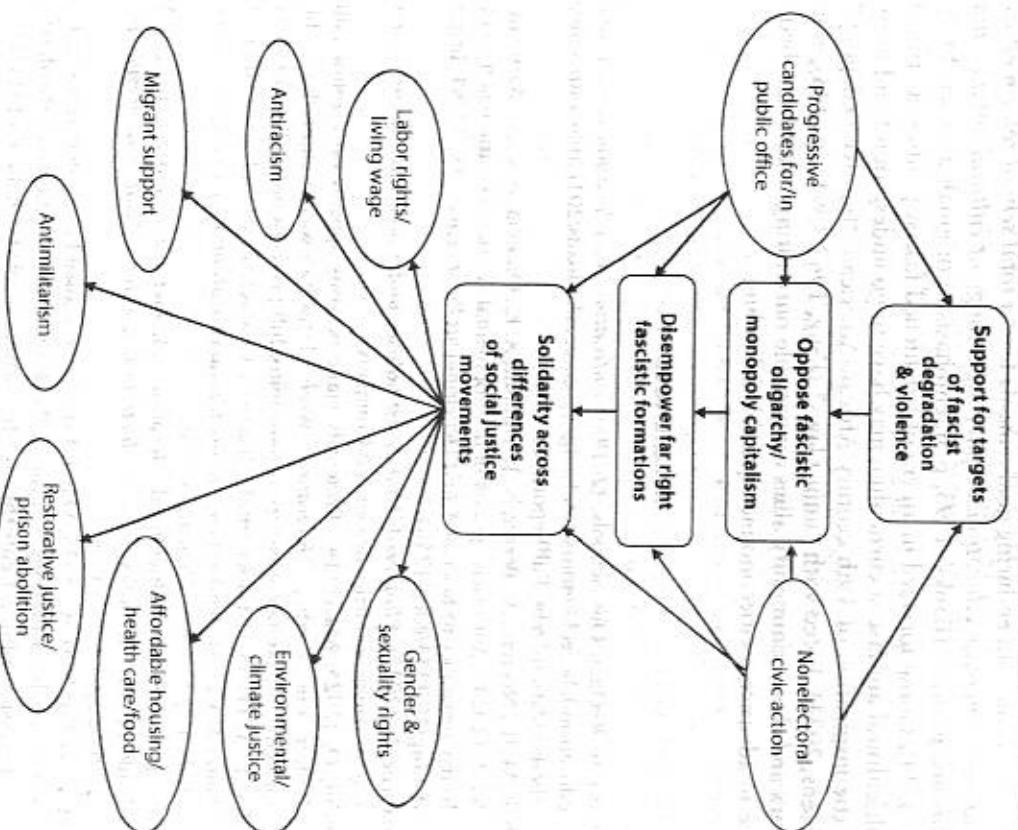 Support for targets
of fascist
degradation
& violence
Progressive
candidates for/in
public office
Oppose fascistic
oligarchy/
monopoly capitalism
Nonelectoral
civic action
Disempower far right
fascistic formations
Solidarity across
differences
of social justice
movements
Labor rights/
living wage
Antiracism
Migrant support
Antimilitarism
Restorative justice/
prison abolition
Affordable housing/
health care/food
Environmental/
climate justice
Gender &
sexuality rights